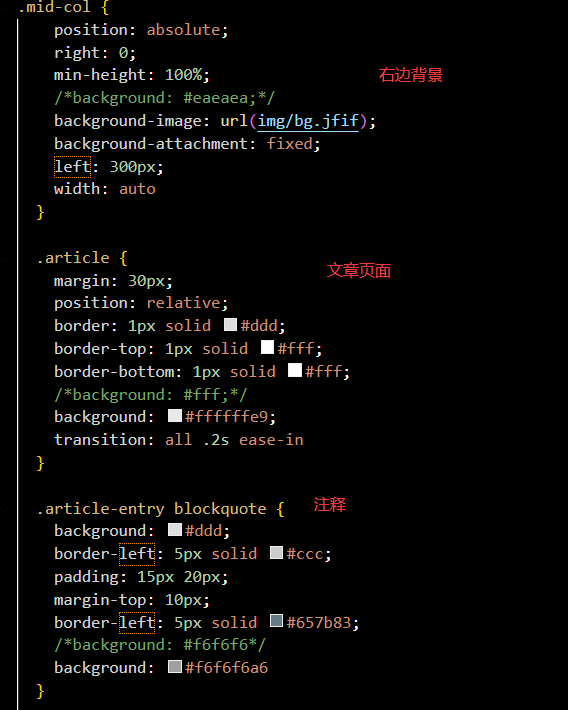 .mid-col {
position: absolute;
right: 0;
min-height: 100%; 右边背景
/*background: #eaeaea;*/
background-image: url(img/bg.jfif);
background-attachment: fixed;
left: 300px;
width: auto
}
.article { 文章页面
margin: 30px;
position: relative;
border: 1px solid #ddd;
border-top: 1px solid #fff;
border-bottom: 1px solid #fff;
/*background: #fff;*/
background: #ffffffe9;
transition: all .2s ease-in
}
.article-entry blockquote { 注释
background: #ddd;
border-left: 5px solid #ccc;
padding: 15px 20px;
margin-top: 10px;
border-left: 5px solid #657b83;
/*background: #f6f6f6*/
background: #f6f6f6a6
}